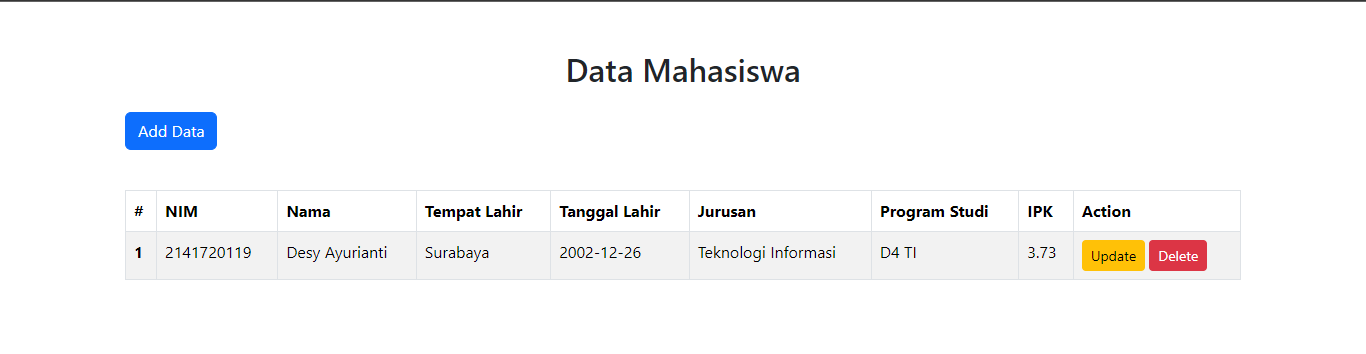 Data Mahasiswa
Add Data
# NIM Nama Tempat Lahir Tanggal Lahir Jurusan Program Studi IPK Action
1 2141720119 Desy Ayurianti Surabaya 2002-12-26 Teknologi Informasi D4 TI 3.73 Update Delete